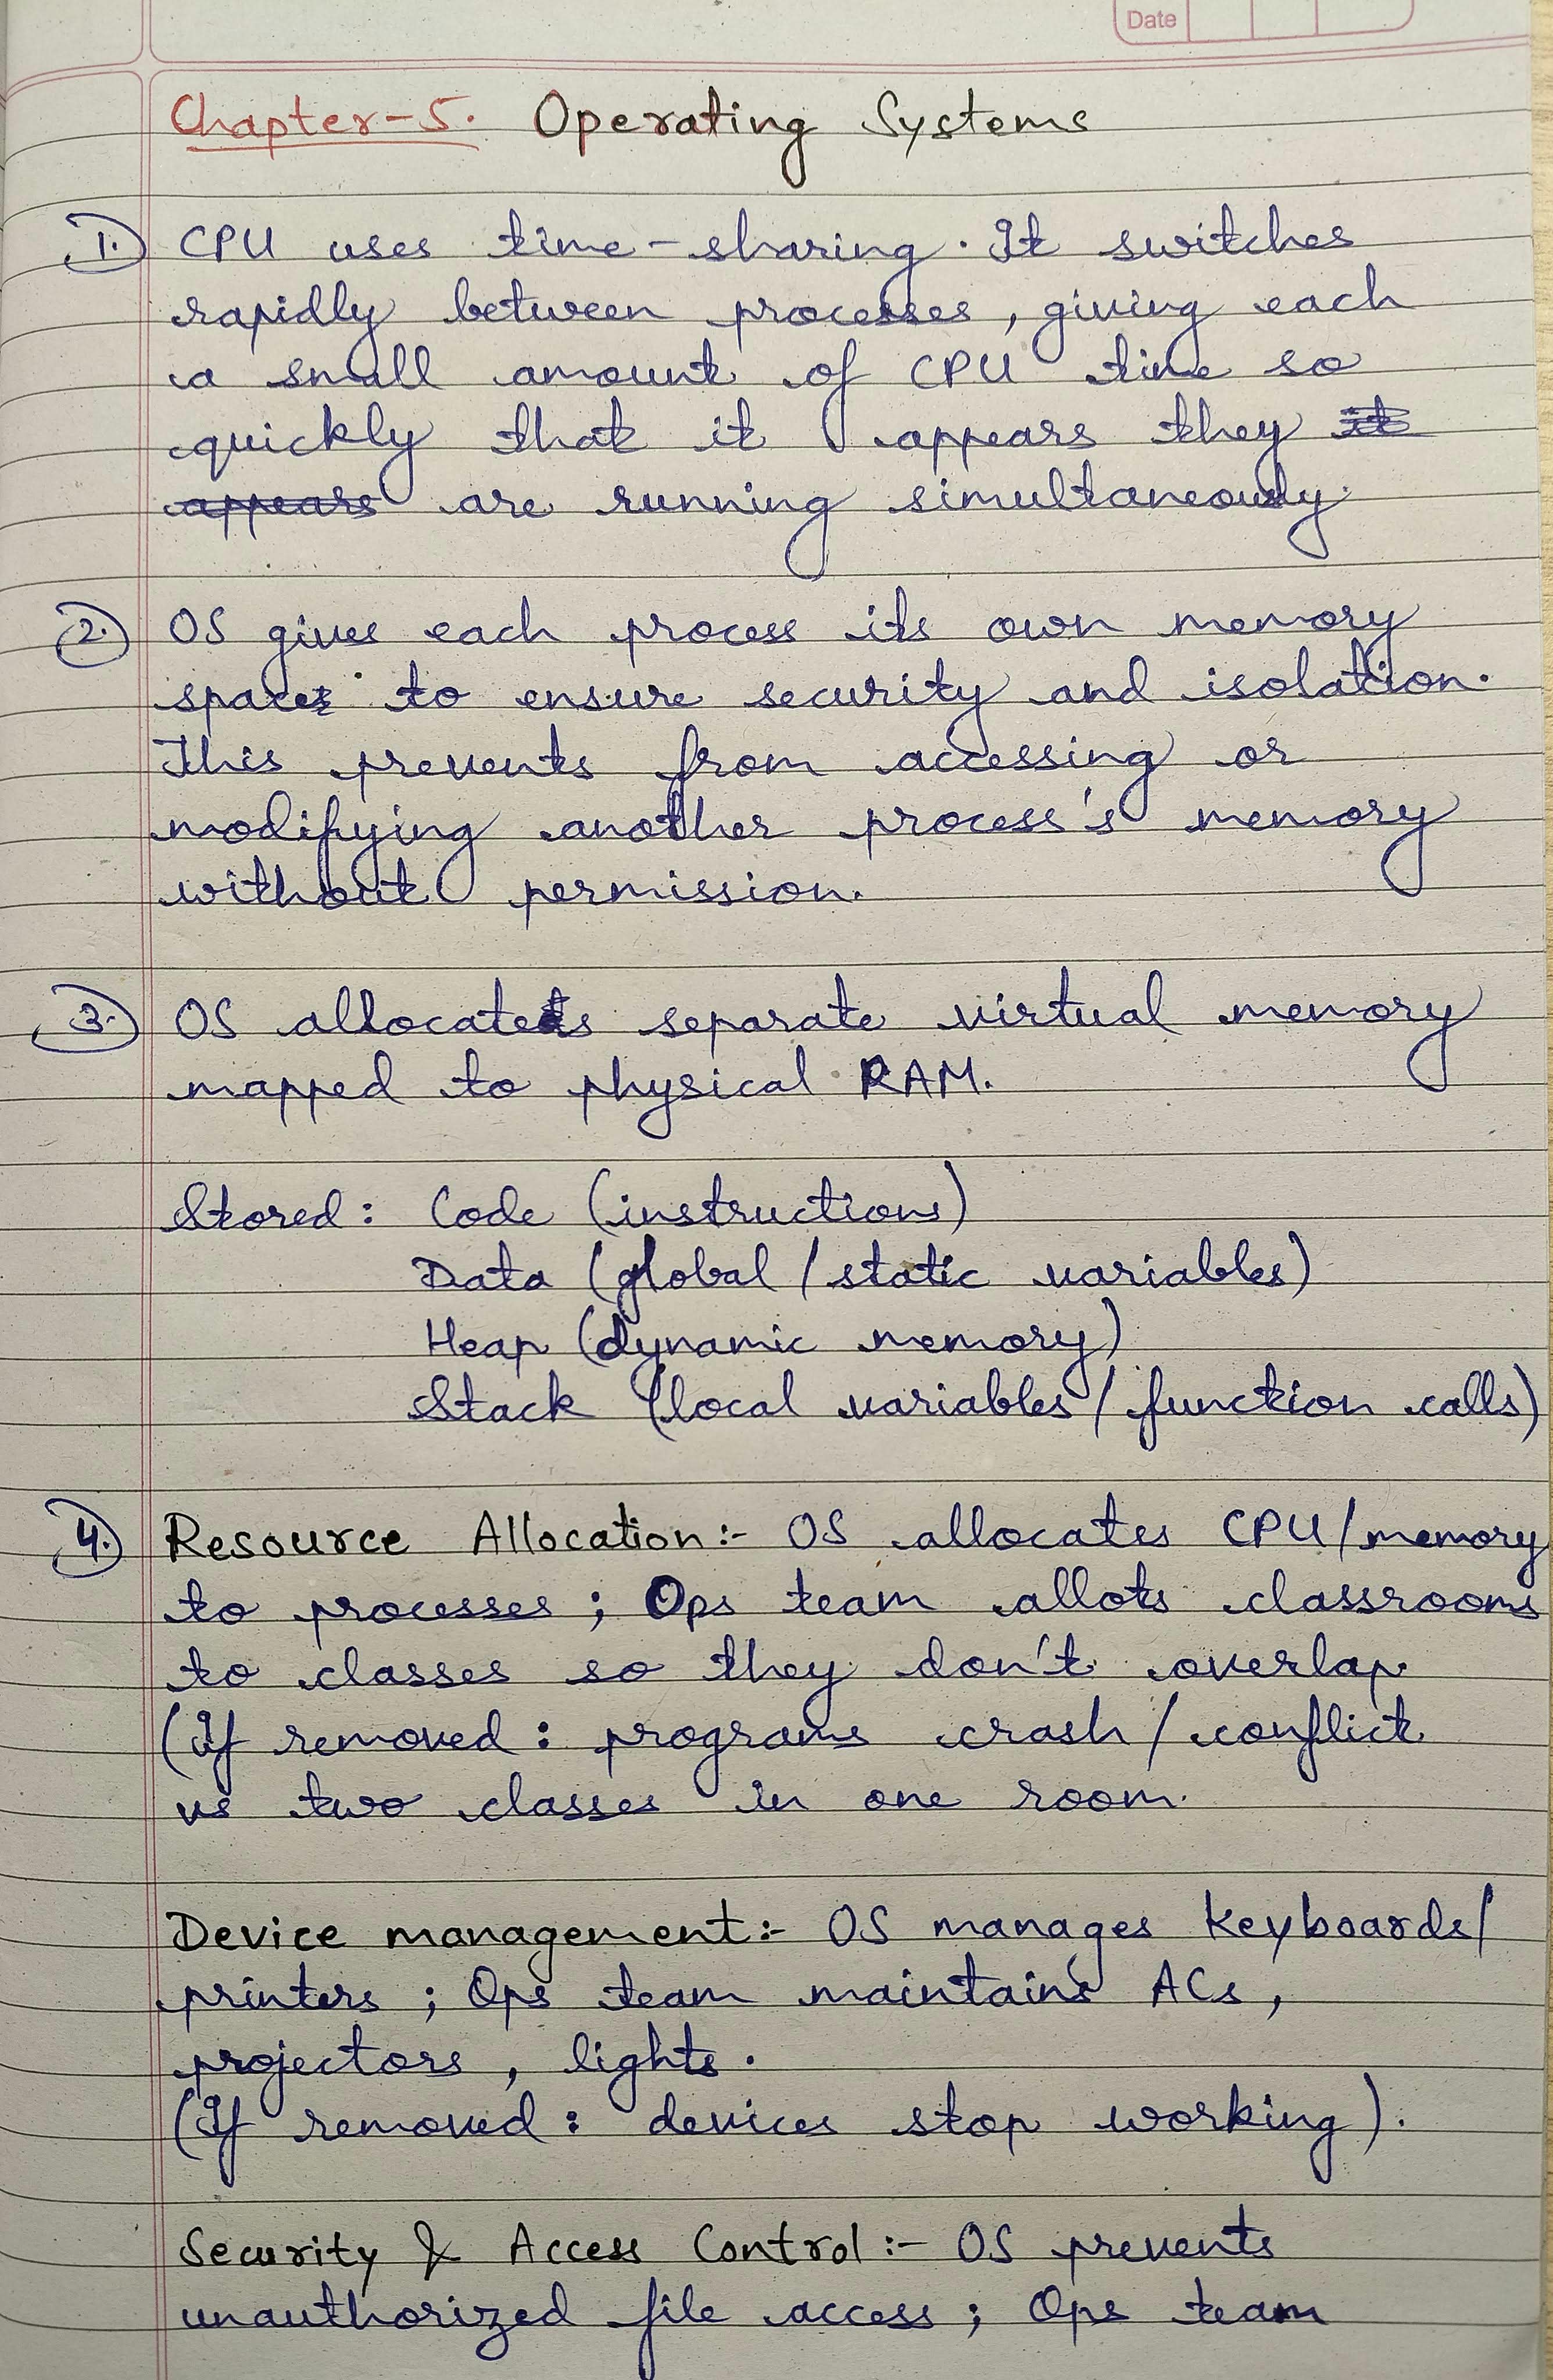 Date
Chapter-5. Operating Systems
1. CPU uses time-sharing. It switches
rapidly between processes, giving each
a small amount of CPU time so
quickly that it appears they it
appears are running simultaneously.
2. OS gives each process its own memory
space to ensure security and isolation.
This prevents from accessing or
modifying another process's memory
without permission.
3. OS allocates separate virtual memory
mapped to physical RAM.
Stored: Code (instructions)
Data (global/static variables)
Heap (dynamic memory)
Stack (local variables/function calls)
4. Resource Allocation:- OS allocates CPU/memory
to processes; Ops team allots classrooms
to classes so they don't overlap
(If removed: programs crash/conflict
vs two classes in one room.
Device management:- OS manages keyboards/
printers; Ops team maintains ACs,
projectors, lights.
(If removed: devices stop working).
Security & Access Control:- OS prevents
unauthorized file access; Ops team